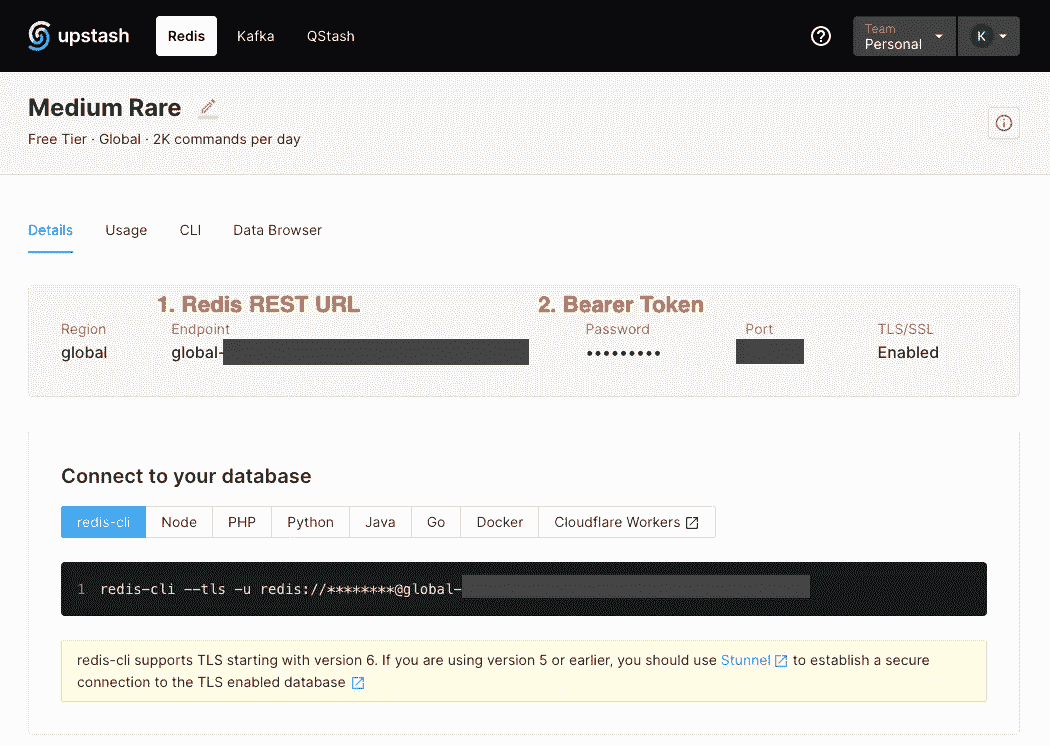 upstash Redis Kafka QStash Team
Personal K
Medium Rare
Free Tier · Global · 2K commands per day
Details Usage CLI Data Browser
1. Redis REST URL 2. Bearer Token
Region Endpoint Password Port TLS/SSL
global global- ••••••••• Enabled
Connect to your database
redis-cli Node PHP Python Java Go Docker Cloudflare Workers
1 redis-cli --tls -u redis://********@global-
redis-cli supports TLS starting with version 6. If you are using version 5 or earlier, you should use Stunnel to establish a secure
connection to the TLS enabled database